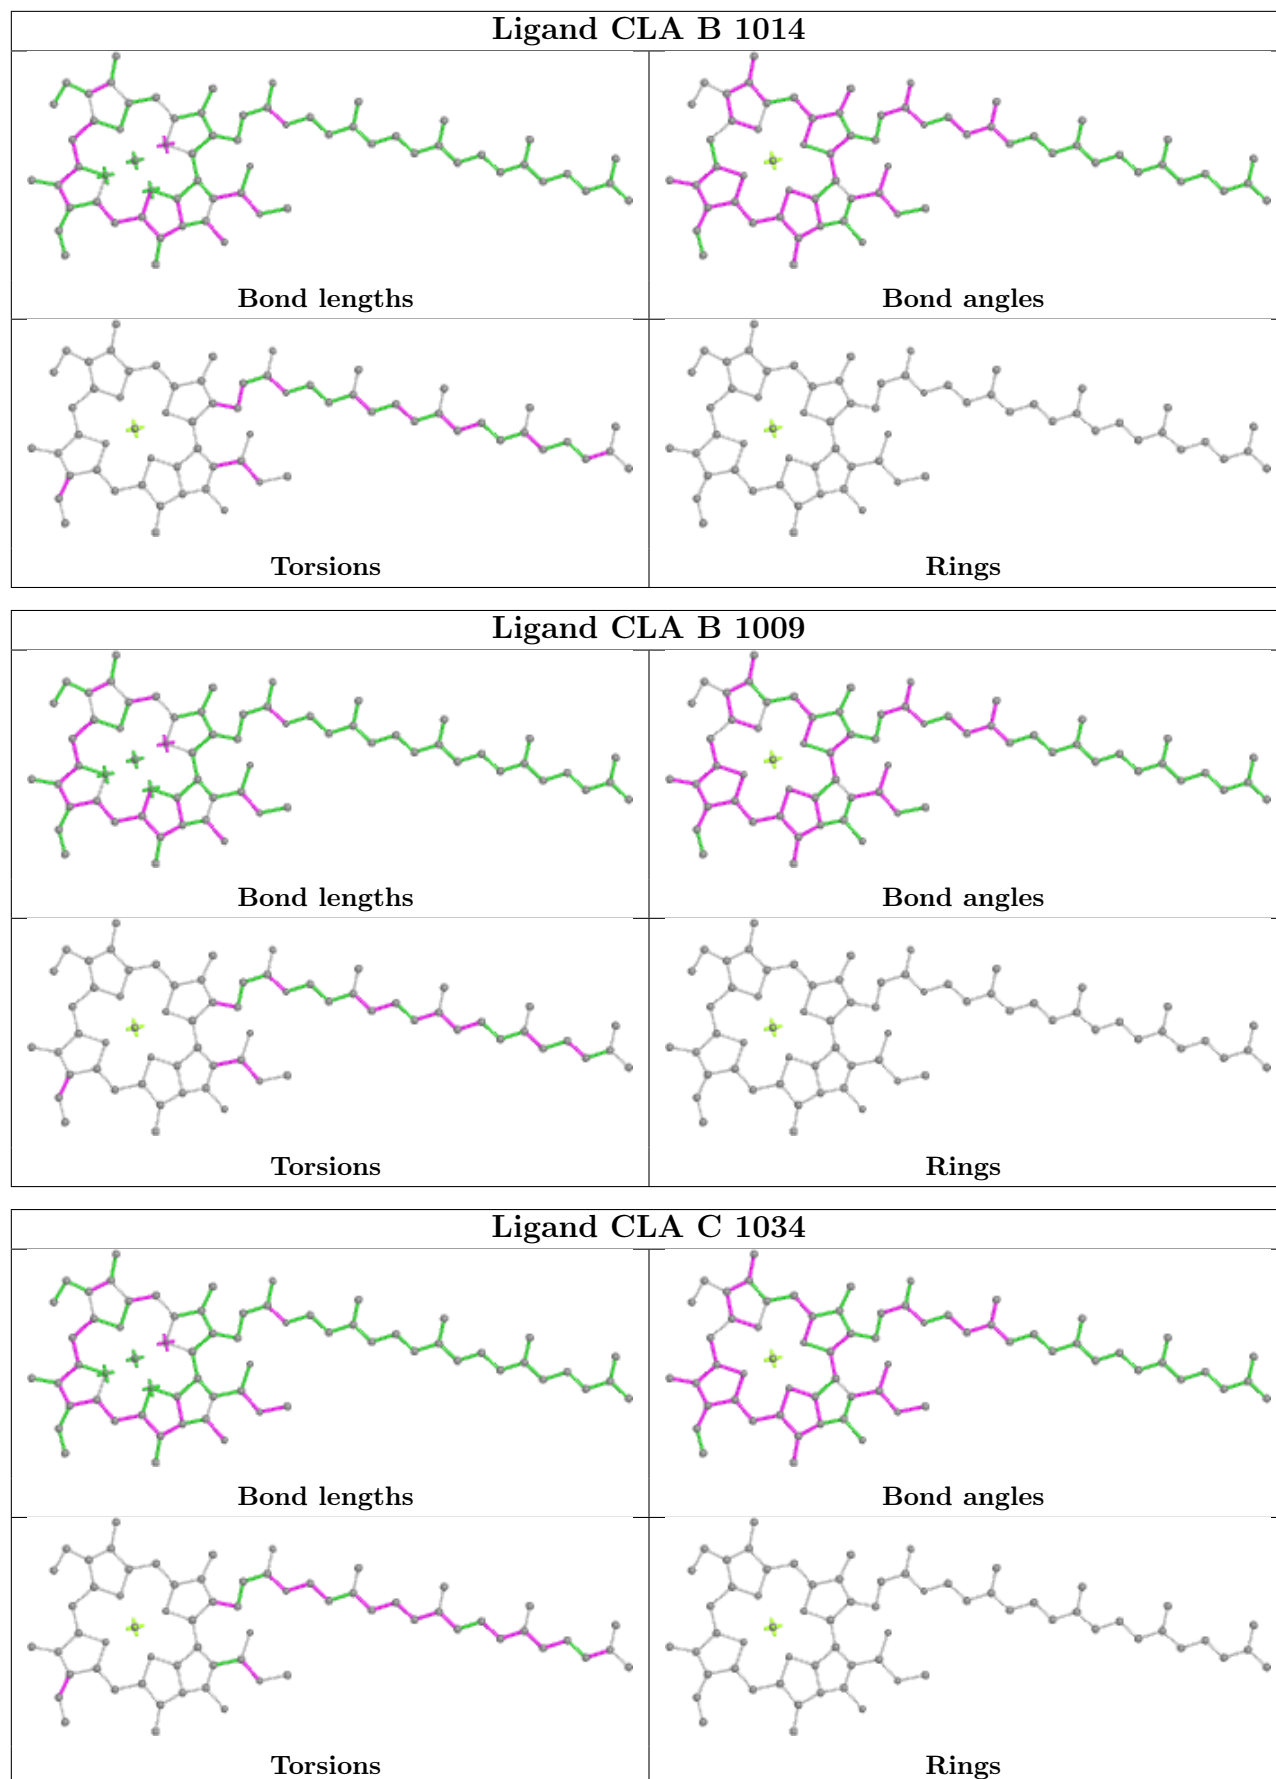 Ligand CLA B 1014
Bond lengths
Bond angles
Torsions
Rings
Ligand CLA B 1009
Bond lengths
Bond angles
Torsions
Rings
Ligand CLA C 1034
Bond lengths
Bond angles
Torsions
Rings